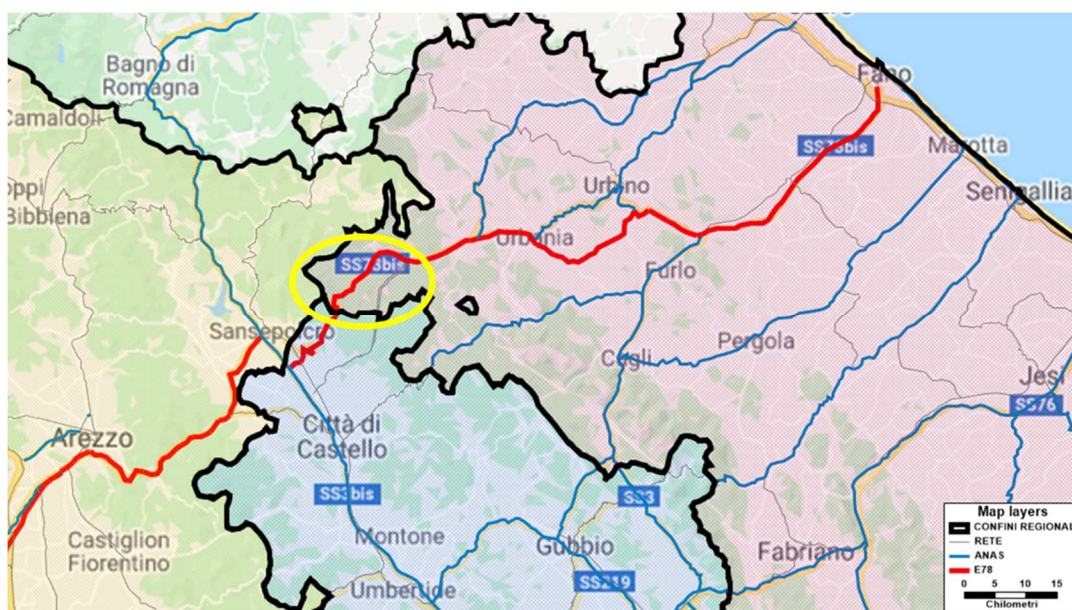 Bagno di
Romagna
Camaldoli
Fano
SS73bis
Marotta
oppi
Bibbiena
Urbino
Senigallia
Urbania
SS73bis
Furlo
Sansepolcro
Cagli
Pergola
Jesi
SS76
Città di
Castello
Arezzo
SS3bis
SS3
Castiglion
Fiorentino
Montone
Gubbio
Fabriano
SS219
Umbertide
Map layers
CONFINI REGIONAL
RETE
ANAS
E78
0 5 10 15
Chilometri